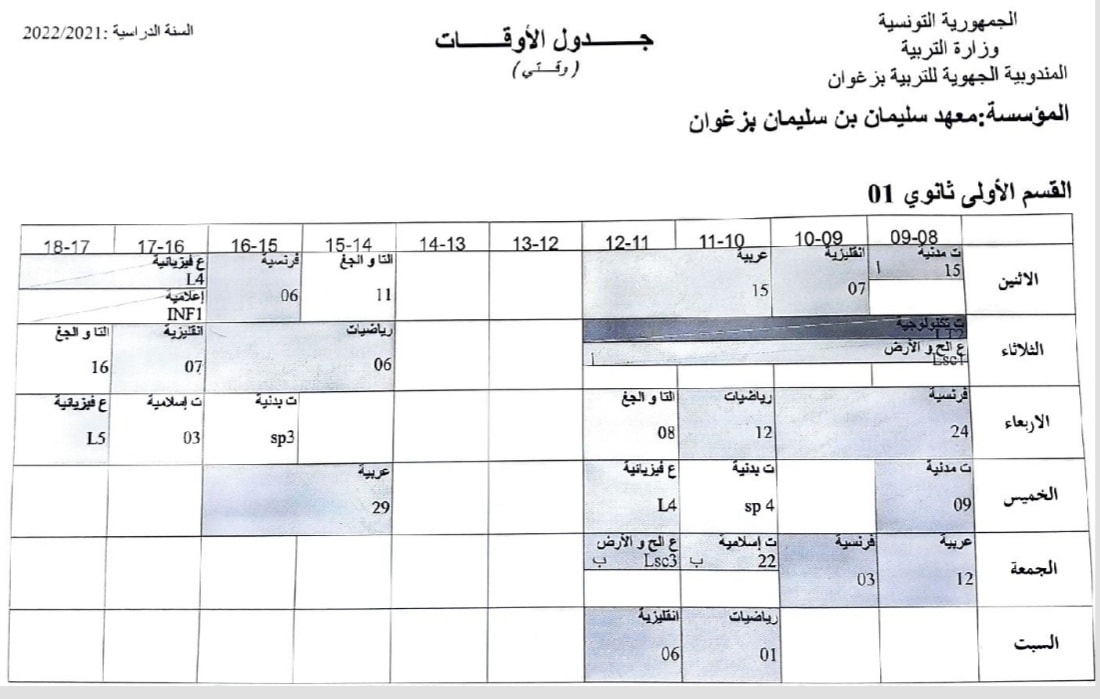 الجمهورية التونسية
وزارة التربية
المندوبية الجهوية للتربية بزغوان
المؤسسة:معهد سليمان بن سليمان بزغوان
جـــدول الأوقـــات
(وقـتي)
السنة الدراسية :2022/2021
القسم الأولى ثانوي 01
09-08 10-09 11-10 12-11 13-12 14-13 15-14 16-15 17-16 18-17
الاثنين
ت مدنية
15 أ
انقليزية
07
عربية
15
التا و الجغ
11
فرنسية
06
ع فيزيائية
L4
إعلامية
INF1
الثلاثاء
ت تكنولوجية
LT2
ع الح و الأرض
Lsc1 أ
رياضيات
06
انقليزية
07
التا و الجغ
16
الاربعاء
فرنسية
24
رياضيات
12
التا و الجغ
08
ت بدنية
sp3
ت إسلامية
03
ع فيزيائية
L5
الخميس
ت مدنية
09
ت بدنية
sp 4
ع فيزيائية
L4
عربية
29
الجمعة
عربية
12
فرنسية
03
ت إسلامية
22 ب
ع الح و الأرض
Lsc3 ب
السبت
رياضيات
01
انقليزية
06